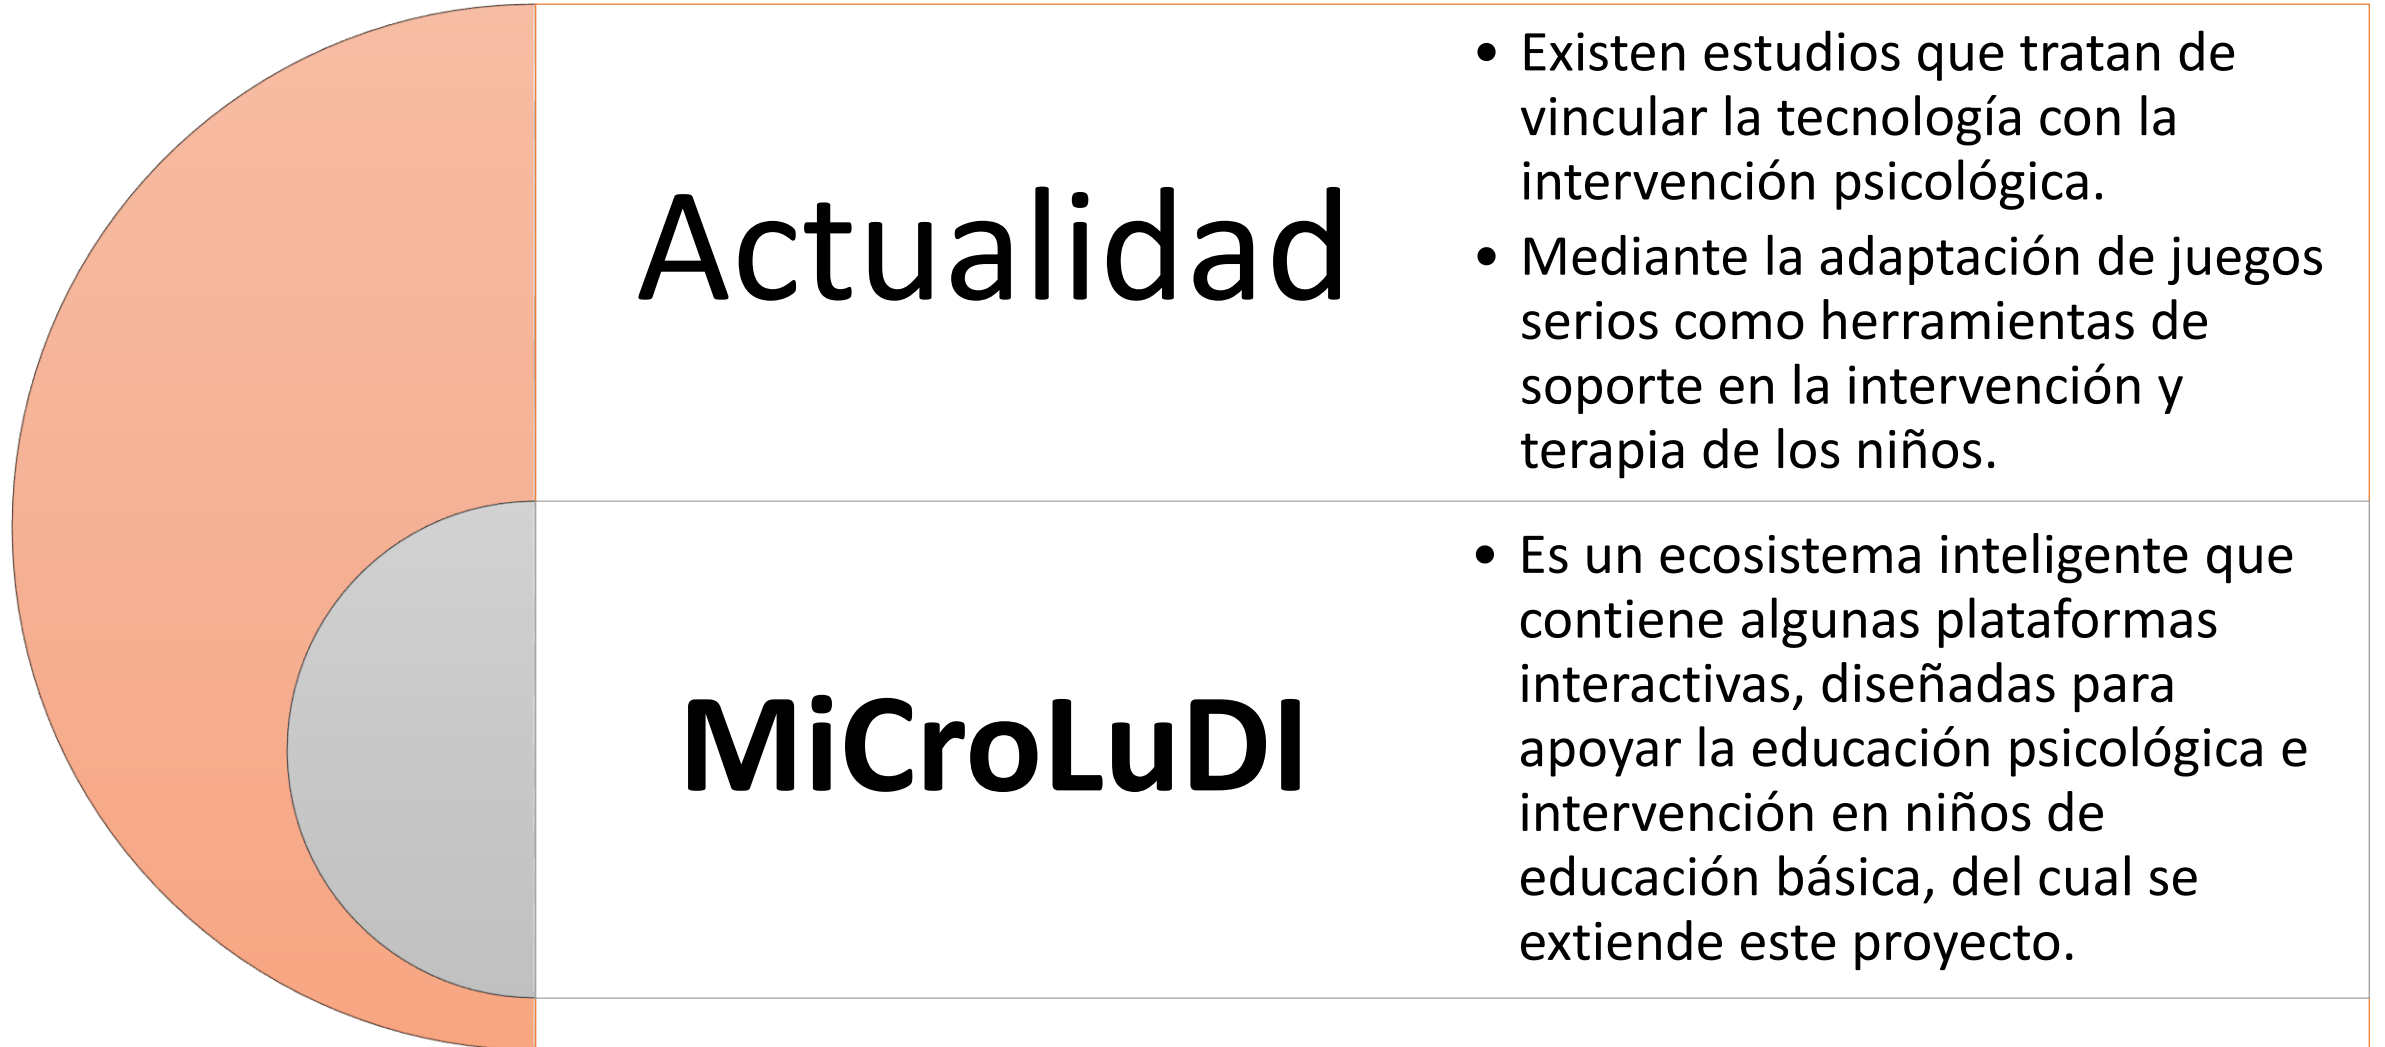 Actualidad
• Existen estudios que tratan de
vincular la tecnología con la
intervención psicológica.
• Mediante la adaptación de juegos
serios como herramientas de
soporte en la intervención y
terapia de los niños.
MiCroLuDI
• Es un ecosistema inteligente que
contiene algunas plataformas
interactivas, diseñadas para
apoyar la educación psicológica e
intervención en niños de
educación básica, del cual se
extiende este proyecto.